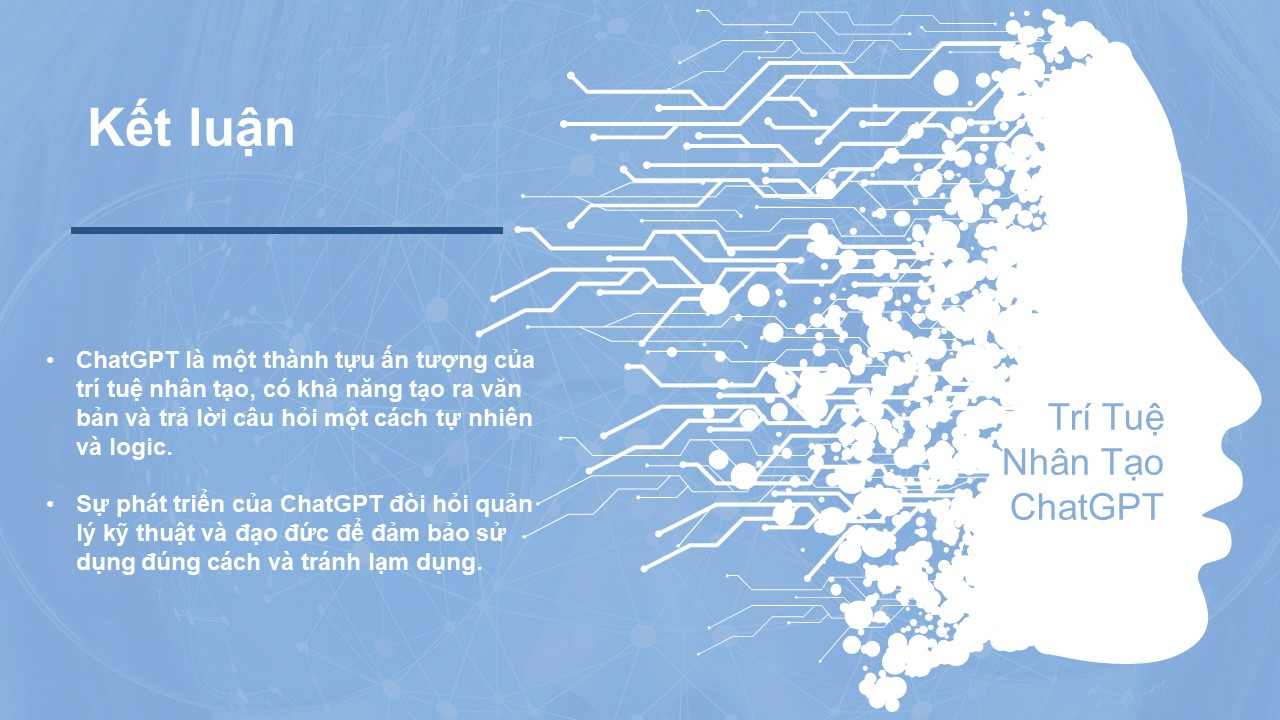 Kết luận
• ChatGPT là một thành tựu ấn tượng của
trí tuệ nhân tạo, có khả năng tạo ra văn
bản và trả lời câu hỏi một cách tự nhiên
và logic.
• Sự phát triển của ChatGPT đòi hỏi quản
lý kỹ thuật và đạo đức để đảm bảo sử
dụng đúng cách và tránh lạm dụng.
Trí Tuệ
Nhân Tạo
ChatGPT